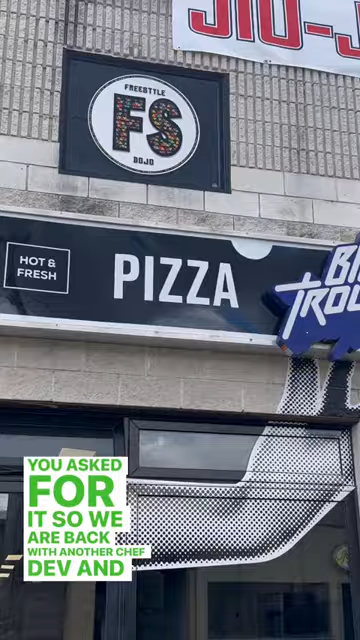 JIU-J
FREESTYLE
FS
DOJO
HOT &
FRESH
PIZZA
YOU ASKED
FOR
IT SO WE
ARE BACK
WITH ANOTHER CHEF
DEV AND